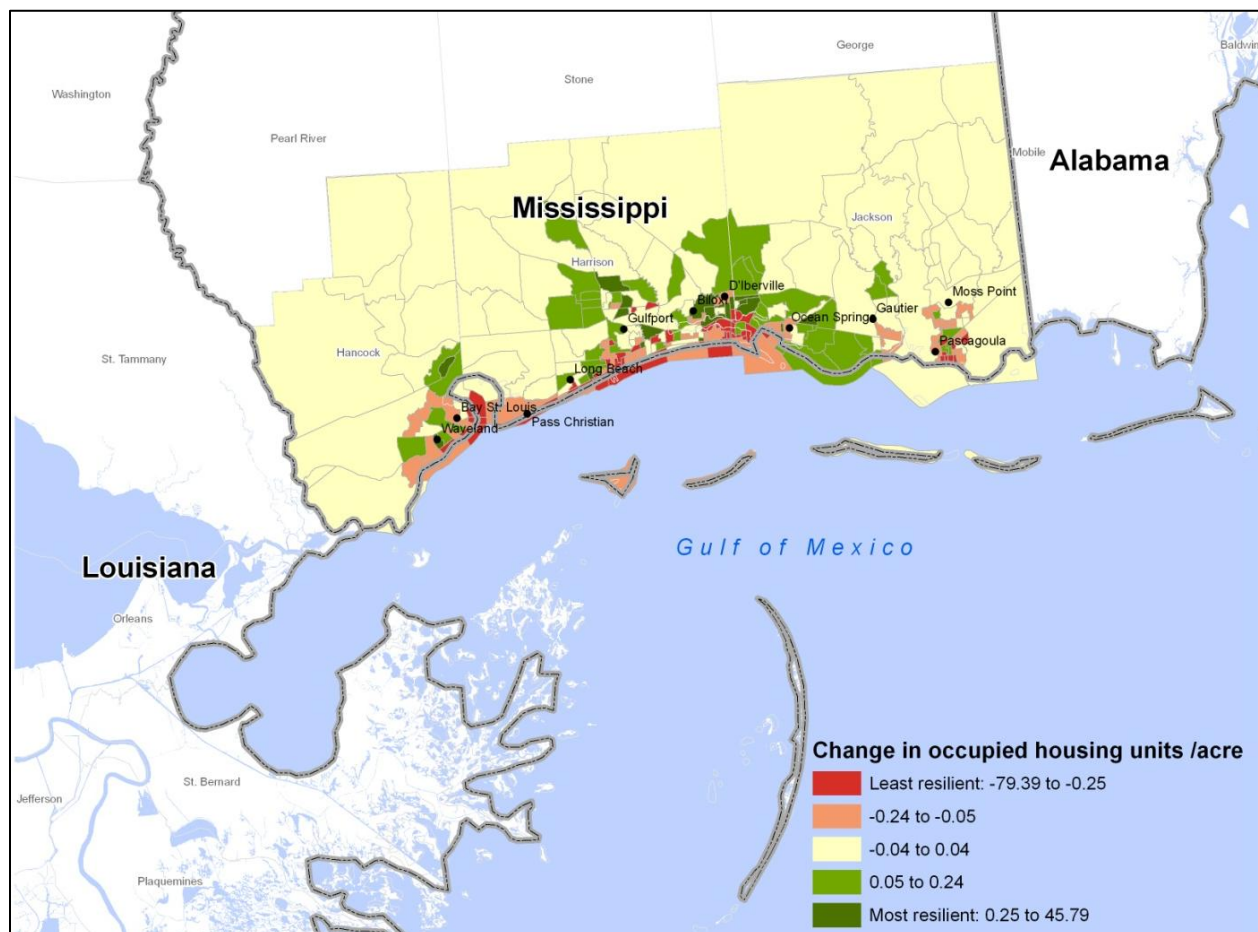 George
Baldwin
Washington
Stone
Pearl River
Mobile
Alabama
Mississippi
Jackson
Harrison
D'Iberville
Moss Point
Biloxi
Gautier
Gulfport
Ocean Springs
Hancock
Pascagoula
St. Tammany
Long Beach
Bay St. Louis
Pass Christian
Waveland
Gulf of Mexico
Louisiana
Orleans
St. Bernard
Jefferson
Plaquemines
Change in occupied housing units /acre
Least resilient: -79.39 to -0.25
-0.24 to -0.05
-0.04 to 0.04
0.05 to 0.24
Most resilient: 0.25 to 45.79